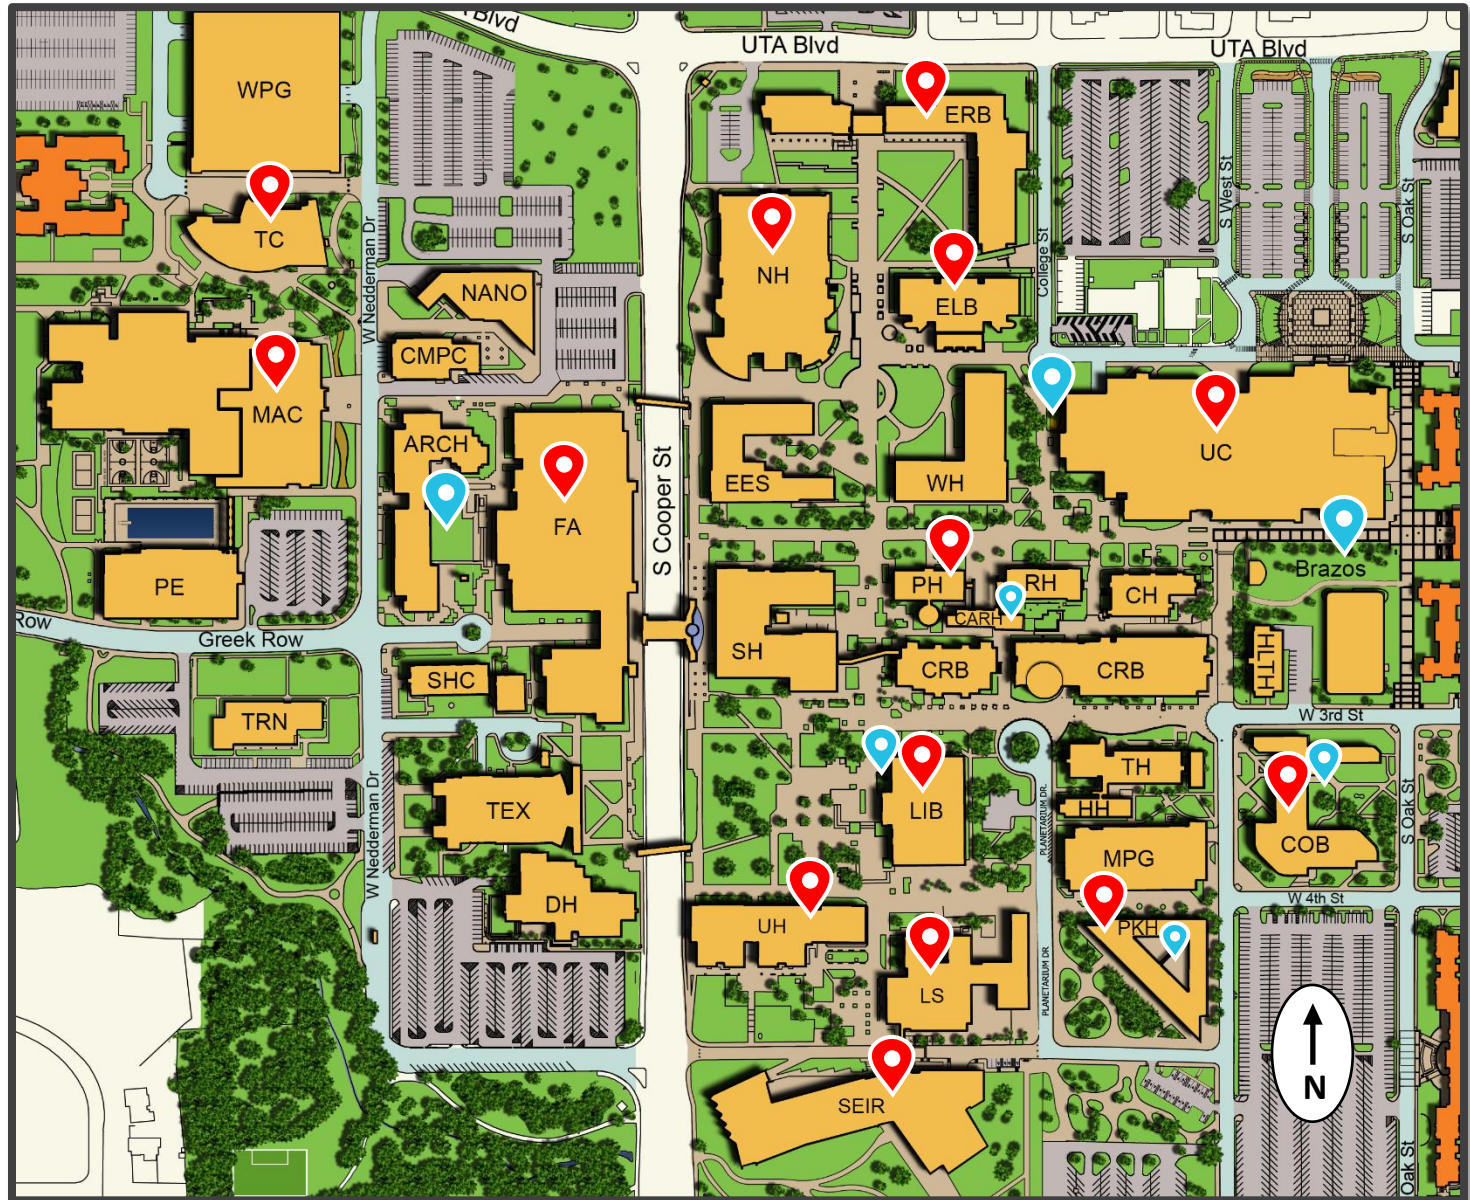 Blvd
UTA Blvd
UTA Blvd
WPG
ERB
TC
NH
ELB
W Nedderman Dr
College St
S West St
S Oak St
NANO
CMPC
MAC
ARCH
FA
EES
WH
UC
S Cooper St
PE
PH
RH
CARH
CH
Brazos
Row
Greek Row
SHC
SH
CRB
CRB
HLTH
TRN
W 3rd St
W Nedderman Dr
TEX
LIB
TH
HH
PLANETARIUM DR.
MPG
COB
S Oak St
DH
UH
LS
PKH
W 4th St
PLANETARIUM DR
SEIR
N
Oak St